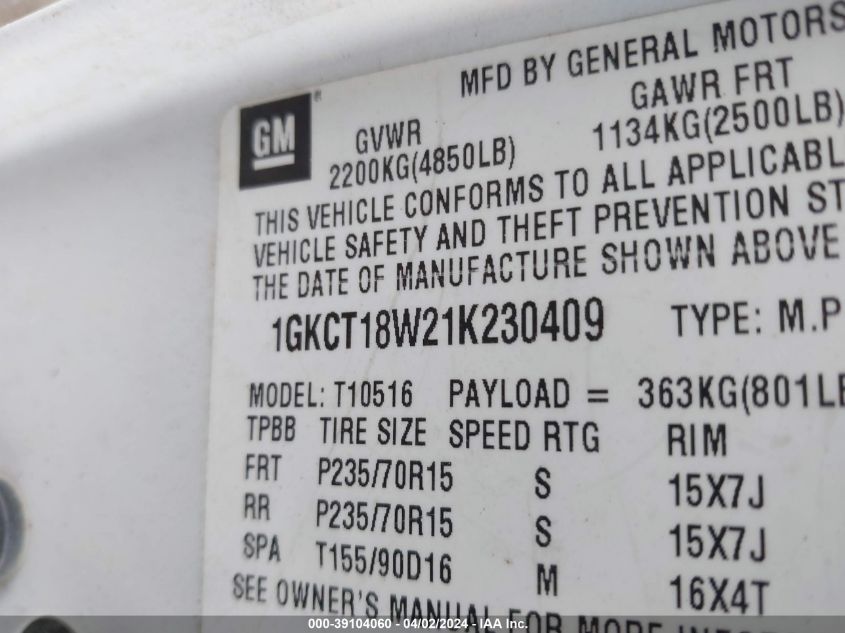 MFD BY GENERAL MOTORS
GM ®
GVWR GAWR FRT
2200KG(4850LB) 1134KG(2500LB)
THIS VEHICLE CONFORMS TO ALL APPLICABL
VEHICLE SAFETY AND THEFT PREVENTION ST
THE DATE OF MANUFACTURE SHOWN ABOVE
1GKCT18W21K230409 TYPE: M.P
MODEL: T10516 PAYLOAD = 363KG(801LB
TPBB TIRE SIZE SPEED RTG RIM
FRT P235/70R15 S 15X7J
RR P235/70R15 S 15X7J
SPA T155/90D16 M 16X4T
SEE OWNER'S MANUAL FOR MORE INFOR
000-39104060 - 04/02/2024 - IAA Inc.